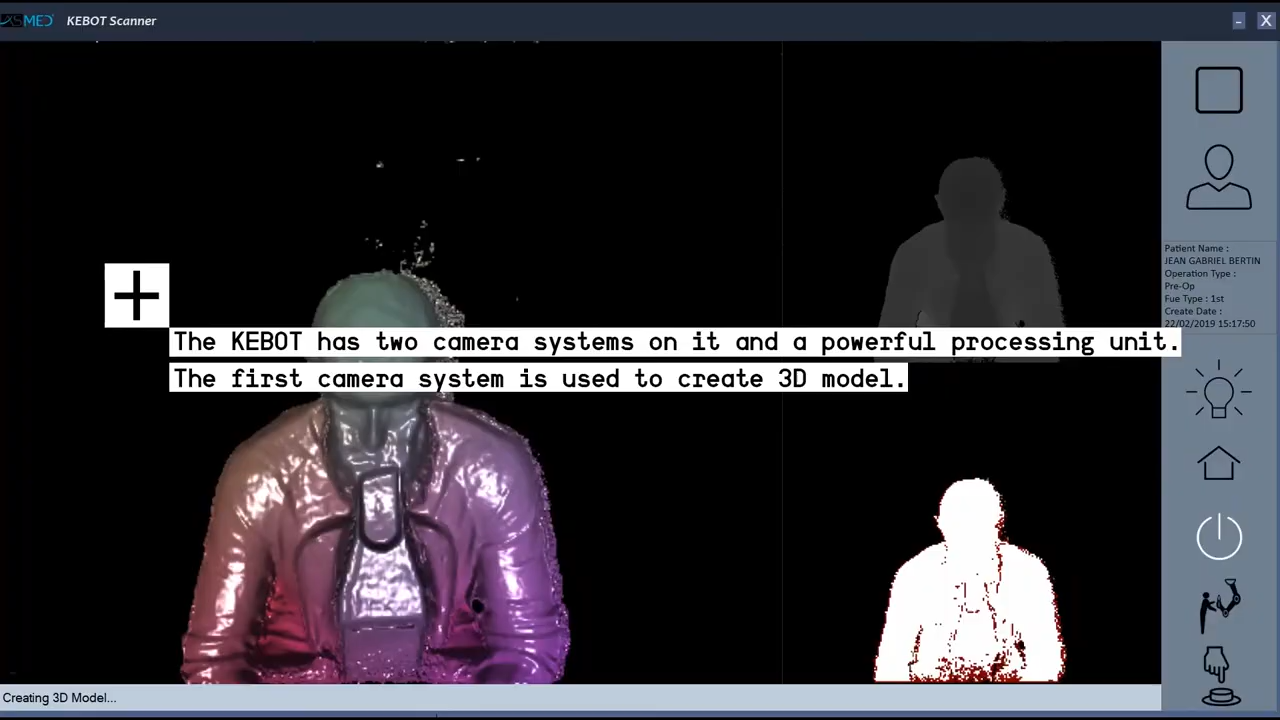 ASMED KEBOT Scanner
- X
The KEBOT has two camera systems on it and a powerful processing unit.
The first camera system is used to create 3D model.
Patient Name :
JEAN GABRIEL BERTIN
Operation Type :
Pre-Op
Fue Type : 1st
Create Date :
22/02/2019 15:17:50
Creating 3D Model...